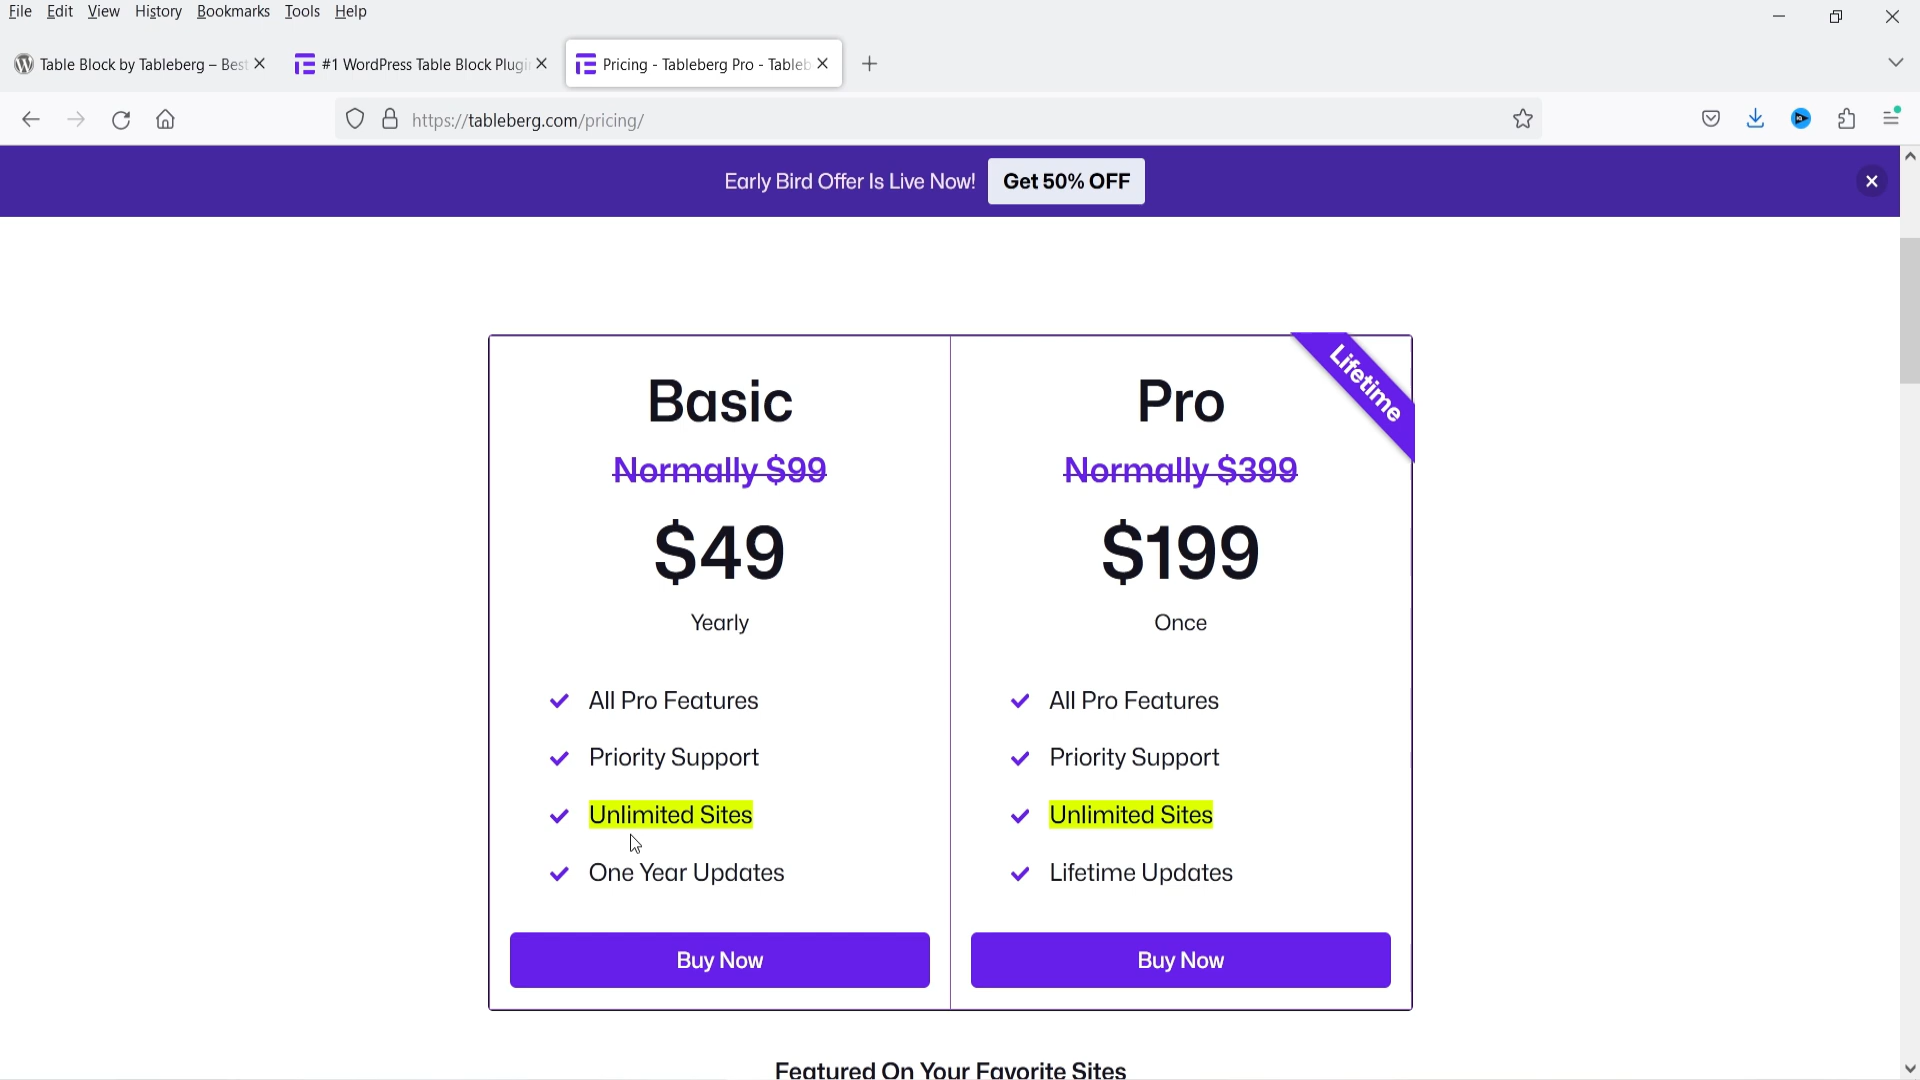 File Edit View History Bookmarks Tools Help
Table Block by Tableberg – Best
#1 WordPress Table Block Plugi
Pricing - Tableberg Pro - Tableb
https://tableberg.com/pricing/
Early Bird Offer Is Live Now! Get 50% OFF
Lifetime
Basic
Normally $99
$49
Yearly
All Pro Features
Priority Support
Unlimited Sites
One Year Updates
Buy Now
Pro
Normally $399
$199
Once
All Pro Features
Priority Support
Unlimited Sites
Lifetime Updates
Buy Now
Featured On Your Favorite Sites